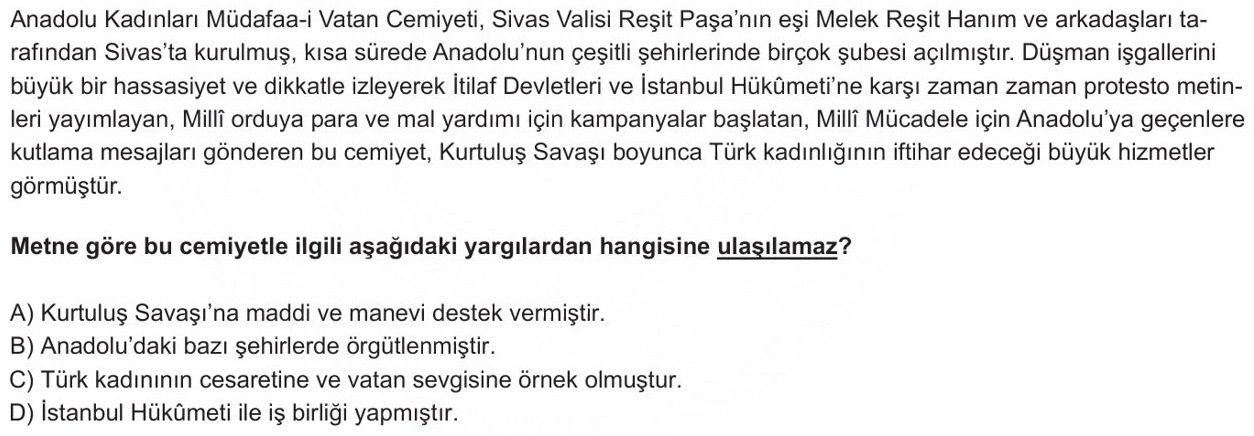 Anadolu Kadınları Müdafaa-i Vatan Cemiyeti, Sivas Valisi Reşit Paşa’nın eşi Melek Reşit Hanım ve arkadaşları ta-
rafından Sivas’ta kurulmuş, kısa sürede Anadolu’nun çeşitli şehirlerinde birçok şubesi açılmıştır. Düşman işgallerini
büyük bir hassasiyet ve dikkatle izleyerek İtilaf Devletleri ve İstanbul Hükûmeti’ne karşı zaman zaman protesto metin-
leri yayımlayan, Millî orduya para ve mal yardımı için kampanyalar başlatan, Millî Mücadele için Anadolu’ya geçenlere
kutlama mesajları gönderen bu cemiyet, Kurtuluş Savaşı boyunca Türk kadınlığının iftihar edeceği büyük hizmetler
görmüştür.
Metne göre bu cemiyetle ilgili aşağıdaki yargılardan hangisine ulaşılamaz?
A) Kurtuluş Savaşı’na maddi ve manevi destek vermiştir.
B) Anadolu’daki bazı şehirlerde örgütlenmiştir.
C) Türk kadınının cesaretine ve vatan sevgisine örnek olmuştur.
D) İstanbul Hükûmeti ile iş birliği yapmıştır.